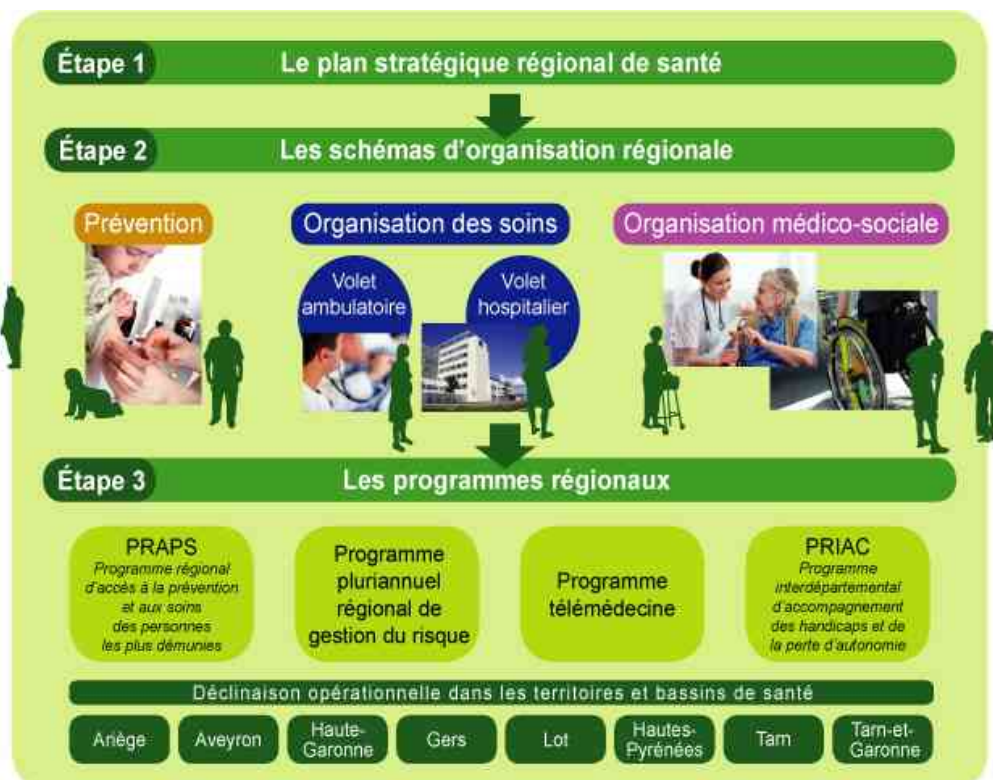 Étape 1 Le plan stratégique régional de santé
Étape 2 Les schémas d'organisation régionale
Prévention
Organisation des soins
Organisation médico-sociale
Volet
ambulatoire
Volet
hospitalier
Étape 3 Les programmes régionaux
PRAPS
Programme régional
d'accès à la prévention
et aux soins
des personnes
les plus démunies
Programme
pluriannuel
régional de
gestion du risque
Programme
télémédecine
PRIAC
Programme
interdépartemental
d'accompagnement
des handicaps et de
la perte d'autonomie
Déclinaison opérationnelle dans les territoires et bassins de santé
Ariège
Aveyron
Haute-
Garonne
Gers
Lot
Hautes-
Pyrénées
Tarn
Tarn-et-
Garonne